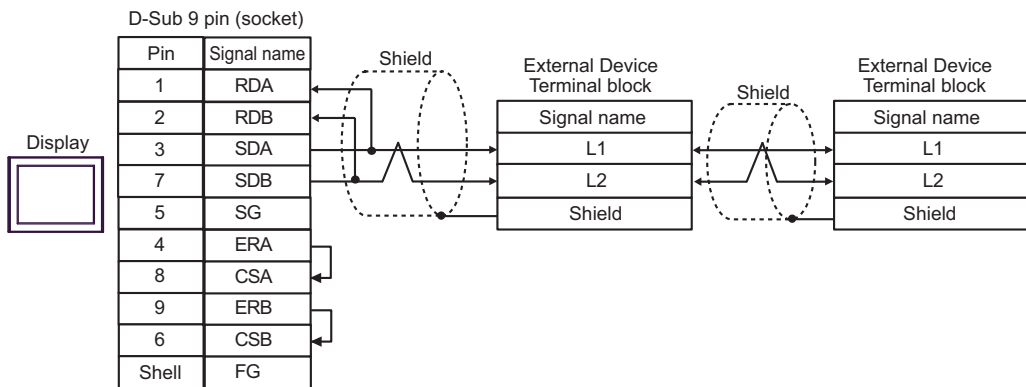 D-Sub 9 pin (socket)
Display
Pin Signal name
1 RDA
2 RDB
3 SDA
7 SDB
5 SG
4 ERA
8 CSA
9 ERB
6 CSB
Shell FG
Shield
External Device
Terminal block
Signal name
L1
L2
Shield
Shield
External Device
Terminal block
Signal name
L1
L2
Shield